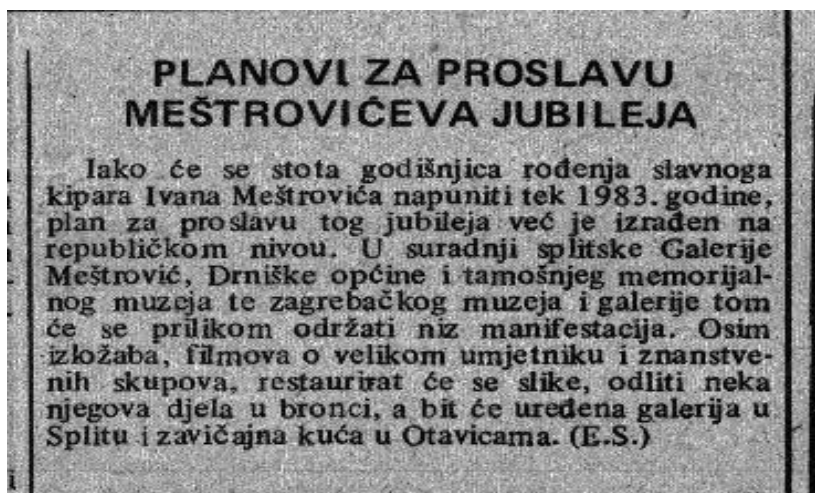 PLANOVI ZA PROSLAVU
MEŠTROVIĆEVA JUBILEJA
Iako će se stota godišnjica rođenja slavnoga
kipara Ivana Meštrovića napuniti tek 1983. godine,
plan za proslavu tog jubileja već je izrađen na
republičkom nivou. U suradnji splitske Galerije
Meštrović, Drniške općine i tamošnjeg memorijal-
nog muzeja te zagrebačkog muzeja i galerije tom
će se prilikom održati niz manifestacija. Osim
izložaba, filmova o velikom umjetniku i znanstve-
nih skupova, restaurirat će se slike, odliti neka
njegova djela u bronci, a bit će uređena galerija u
Splitu i zavičajna kuća u Otavicama. (E.S.)